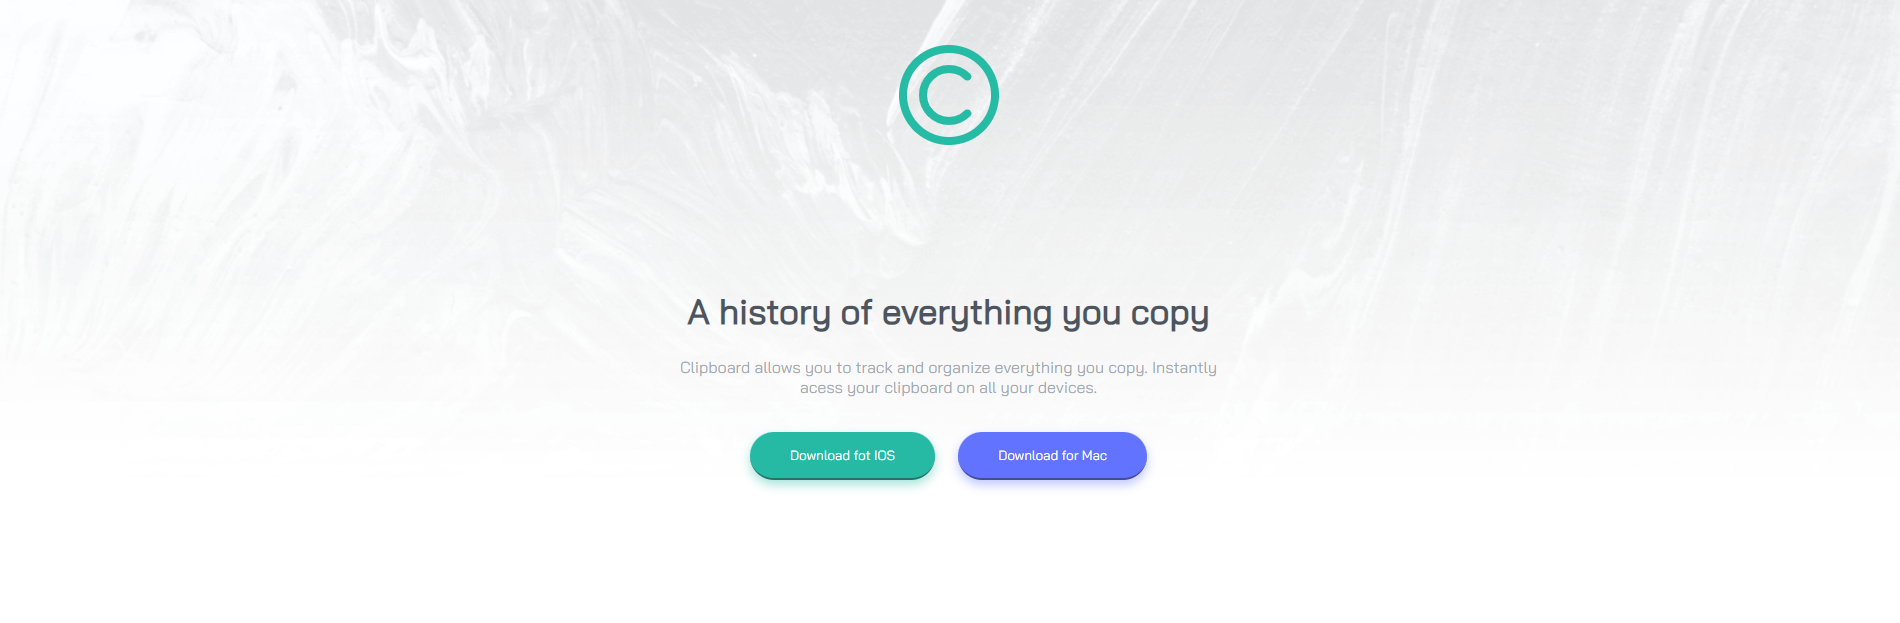 A history of everything you copy
Clipboard allows you to track and organize everything you copy. Instantly
acess your clipboard on all your devices.
Download fot IOS
Download for Mac